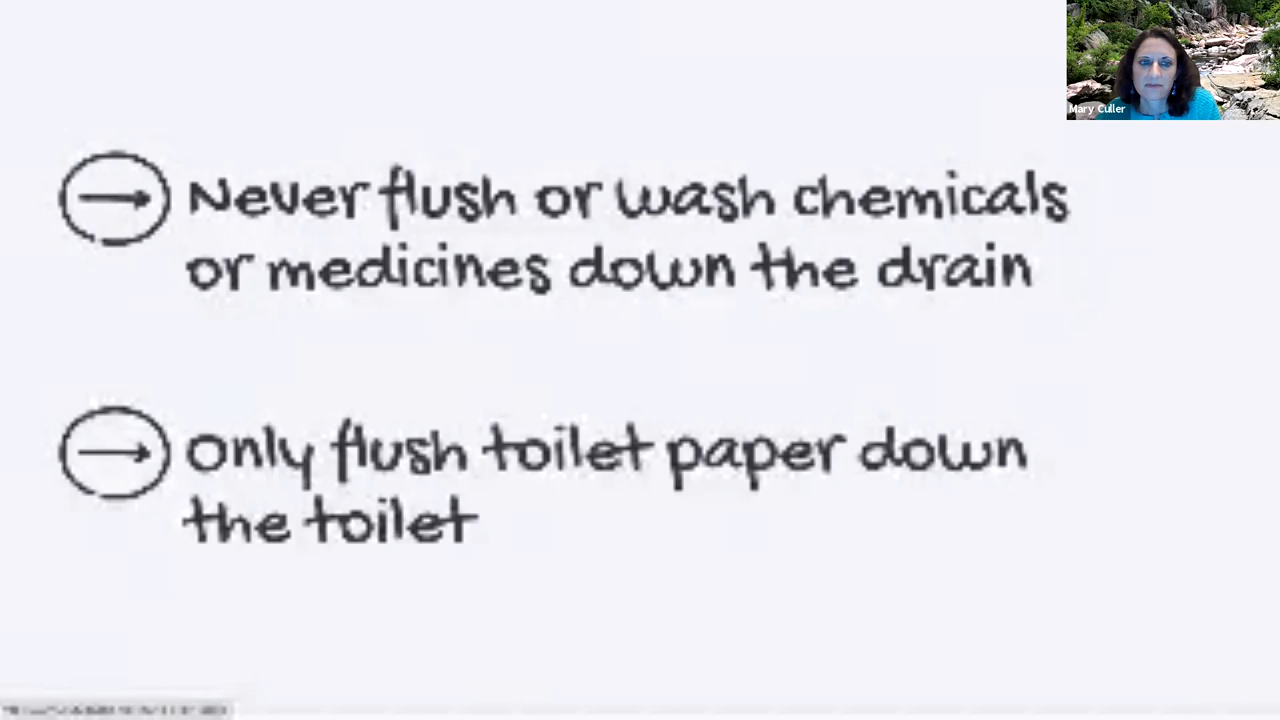 Never flush or wash chemicals
or medicines down the drain
only flush toilet paper down
the toilet
Mary Culler